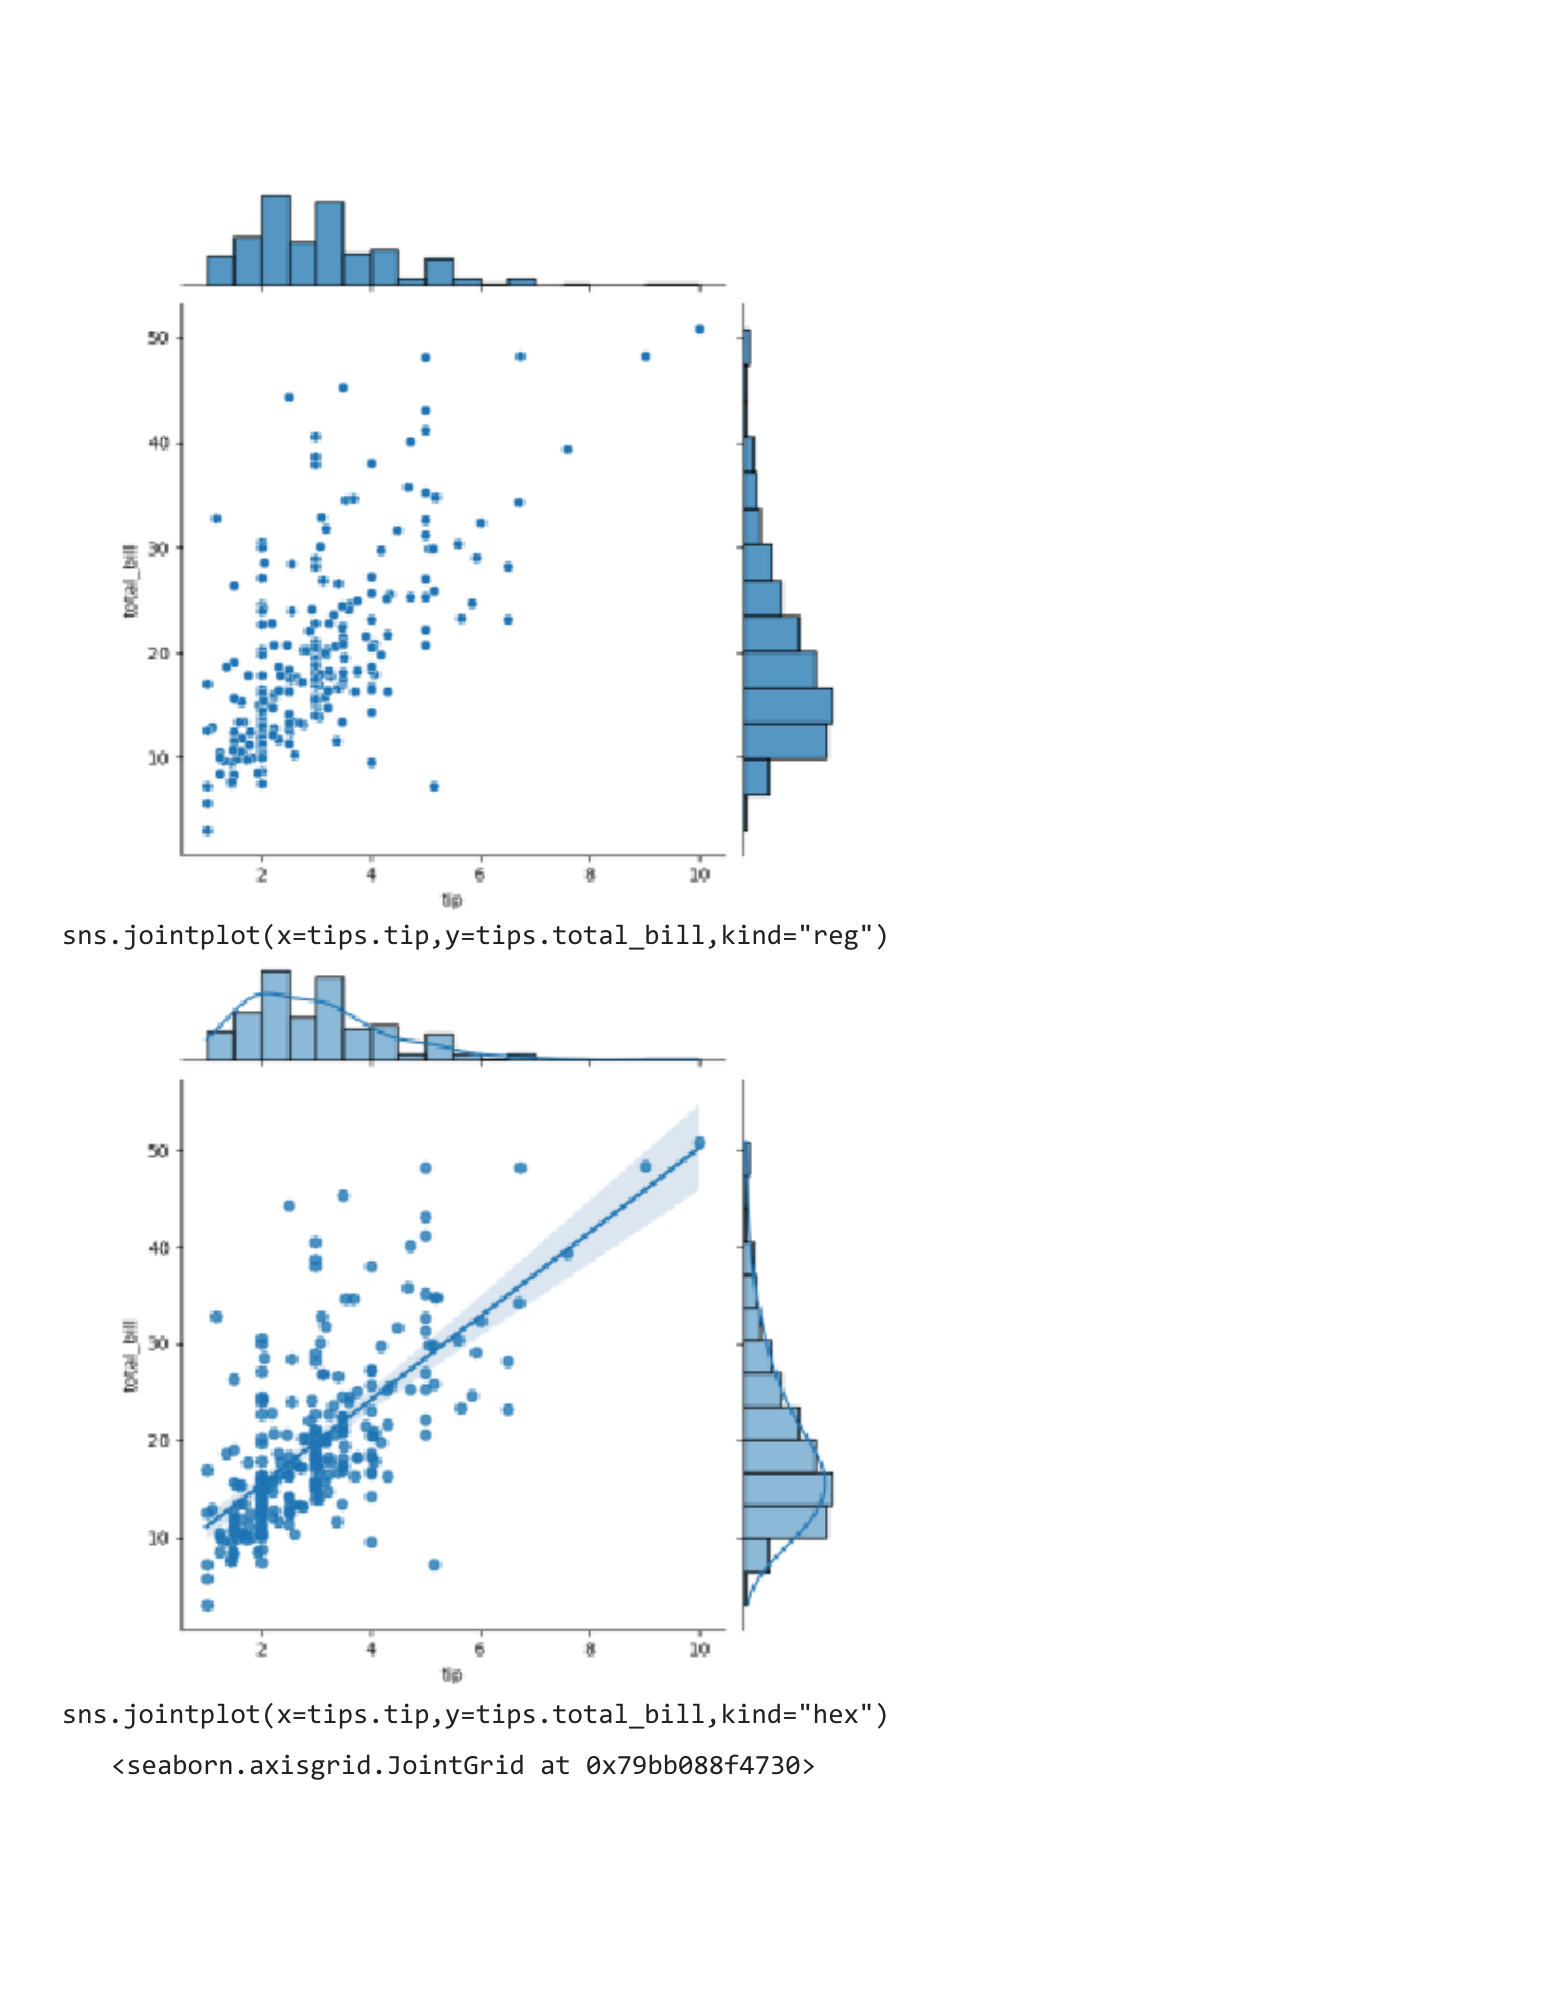 50
40
30
20
10
total_bill
2 4 6 8 10
tip
sns.jointplot(x=tips.tip,y=tips.total_bill,kind="reg")
50
40
30
20
10
total_bill
2 4 6 8 10
tip
sns.jointplot(x=tips.tip,y=tips.total_bill,kind="hex")
<seaborn.axisgrid.JointGrid at 0x79bb088f4730>